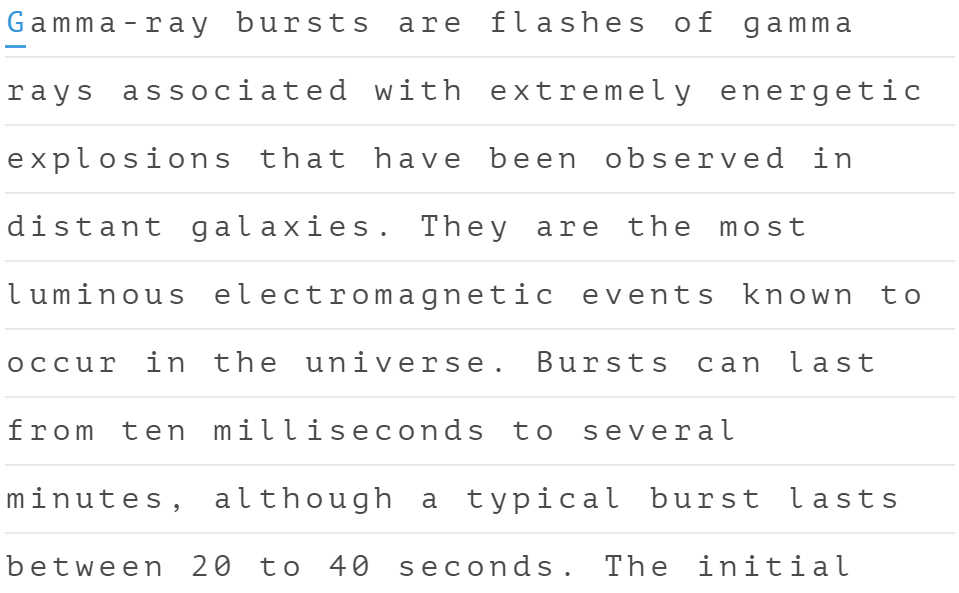 Gamma-ray bursts are flashes of gamma
rays associated with extremely energetic
explosions that have been observed in
distant galaxies. They are the most
luminous electromagnetic events known to
occur in the universe. Bursts can last
from ten milliseconds to several
minutes, although a typical burst lasts
between 20 to 40 seconds. The initial